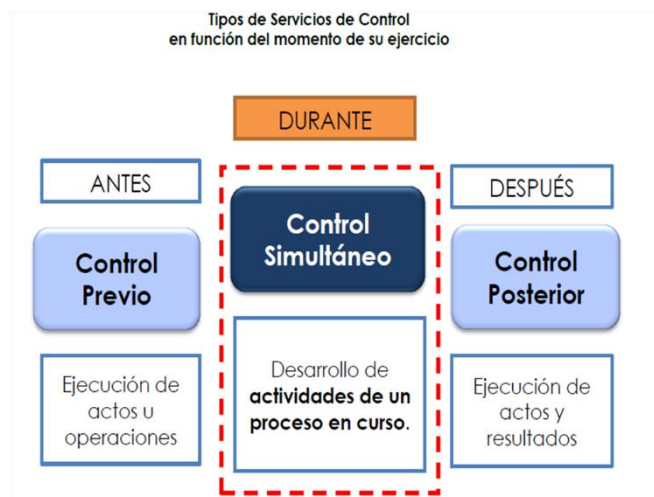 Tipos de Servicios de Control
en función del momento de su ejercicio
DURANTE
ANTES
DESPUÉS
Control
Previo
Control
Simultáneo
Control
Posterior
Ejecución de
actos u
operaciones
Desarrollo de
actividades de un
proceso en curso.
Ejecución de
actos y
resultados